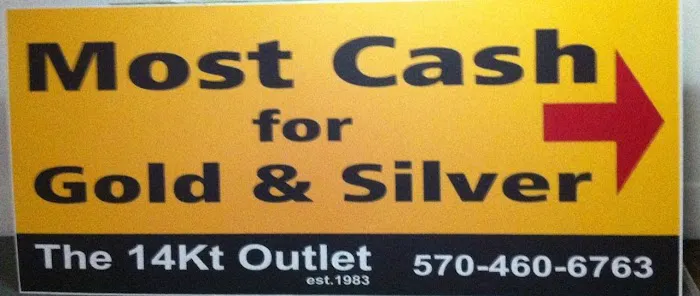 Most Cash
for
Gold & Silver
The 14Kt Outlet 570-460-6763
est.1983